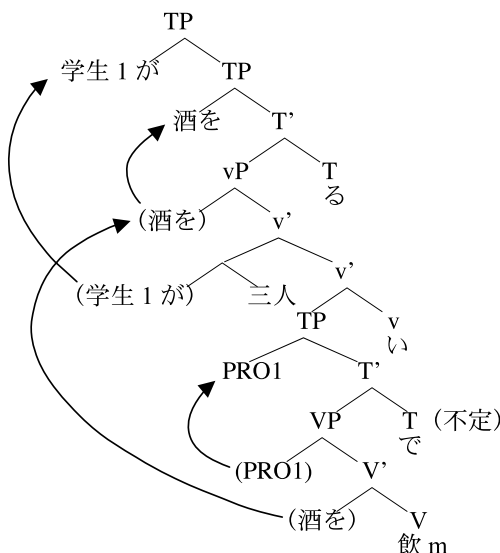 TP
学生1が TP
酒を T’
vP T
る
(酒を) v’
(学生1が) 三人 v’
TP v
い
PRO1 T’
VP T (不定)
で
(PRO1) V’
(酒を) V
飲m